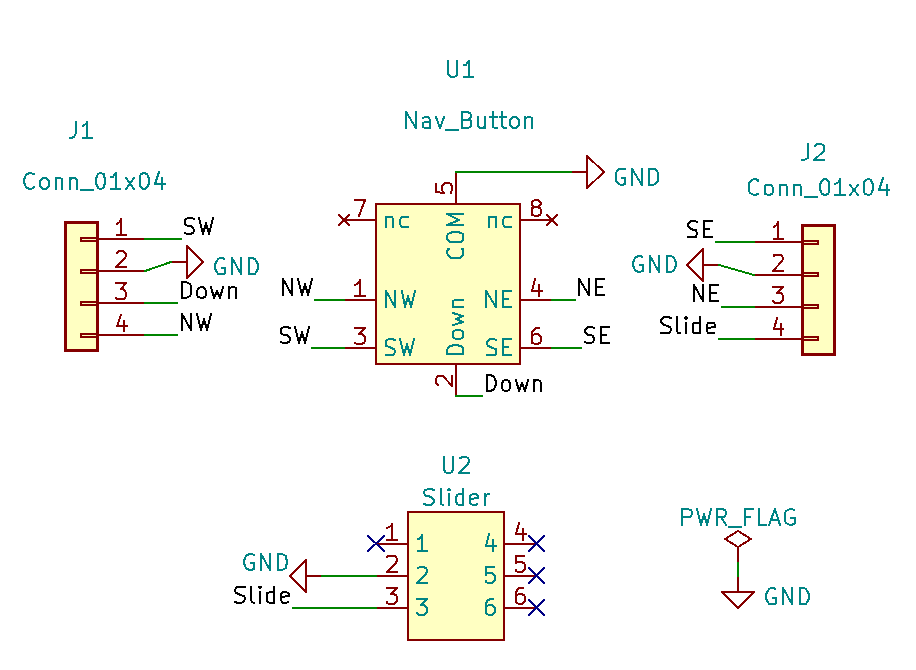 U1
Nav_Button
J1
Conn_01x04
1 SW
2 GND
3 Down
4 NW
5 GND
7 nc COM nc 8
NW 1 NW NE 4 NE
SW 3 SW Down SE 6 SE
2 Down
J2
Conn_01x04
SE 1
GND 2
NE 3
Slide 4
U2
Slider
1 1 4 4
GND 2 2 5 5
Slide 3 3 6 6
PWR_FLAG
GND